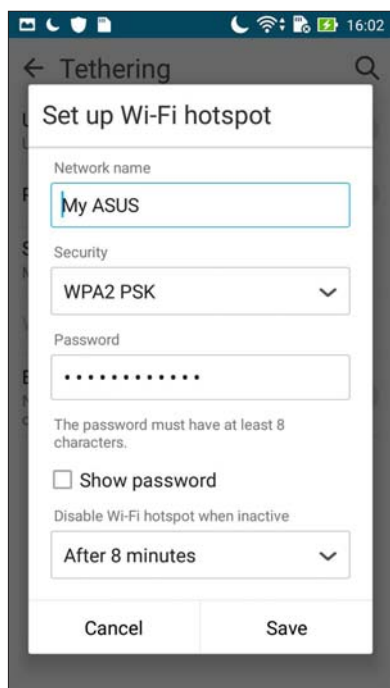 16:02
Tethering
Set up Wi-Fi hotspot
Network name
My ASUS
Security
WPA2 PSK
Password
••••••••••••
The password must have at least 8
characters.
Show password
Disable Wi-Fi hotspot when inactive
After 8 minutes
Cancel Save